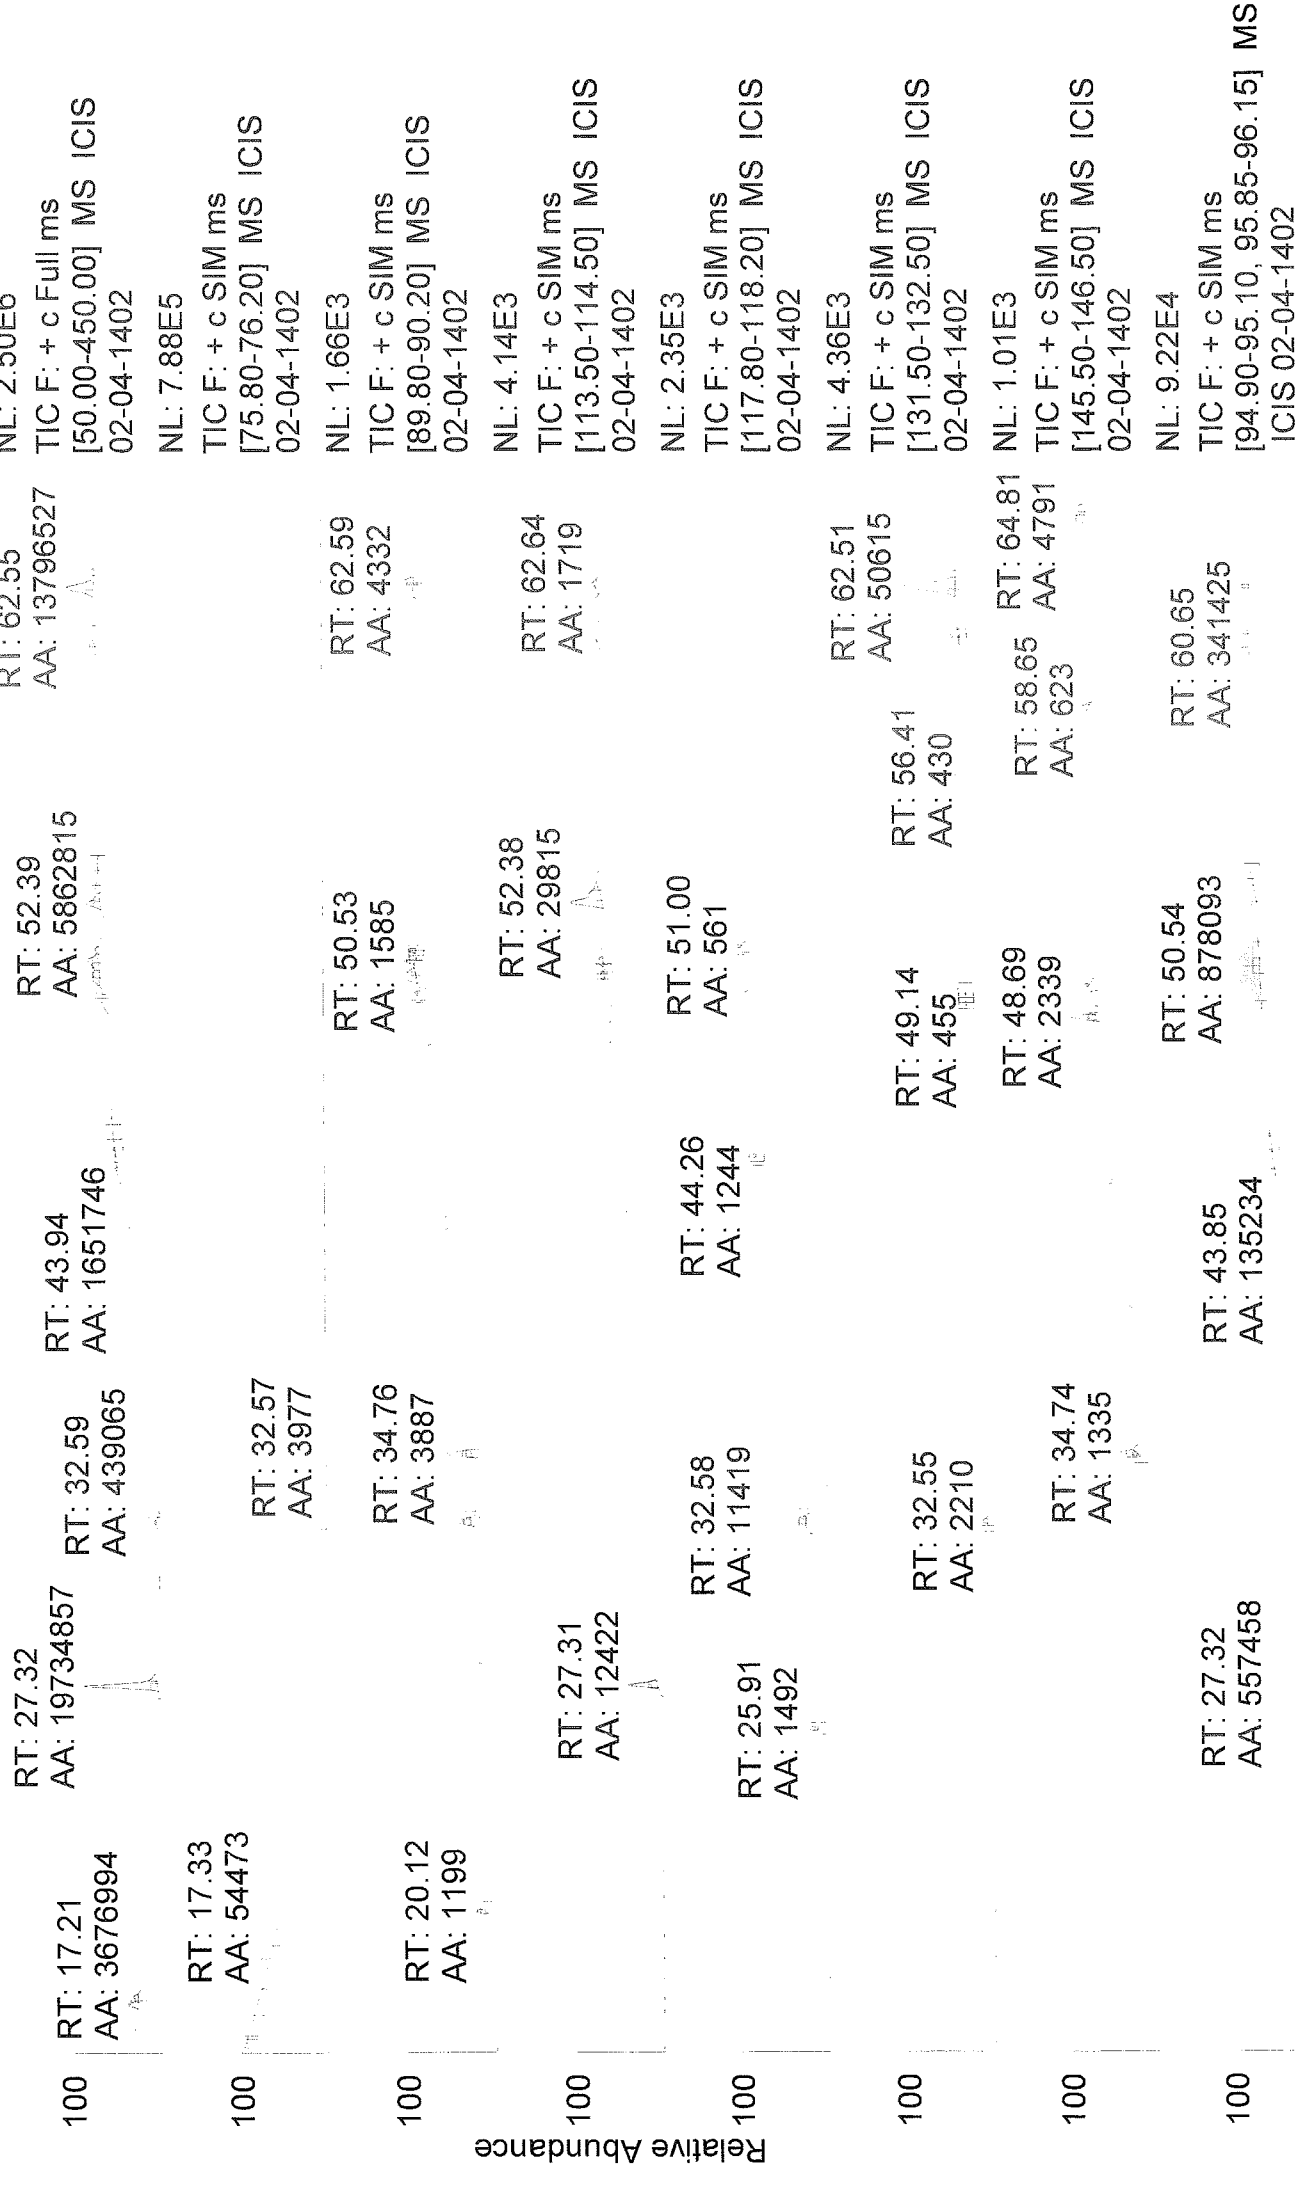 RT: 17.21
AA: 3676994
RT: 27.32
AA: 19734857
RT: 32.59
AA: 439065
RT: 43.94
AA: 1651746
RT: 52.39
AA: 5862815
RT: 62.55
AA: 13796527
NL: 2.50E6
TIC F: + c Full ms
[50.00-450.00] MS ICIS
02-04-1402
100
RT: 17.33
AA: 54473
RT: 32.57
AA: 3977
NL: 7.88E5
TIC F: + c SIM ms
[75.80-76.20] MS ICIS
02-04-1402
100
RT: 20.12
AA: 1199
RT: 34.76
AA: 3887
RT: 50.53
AA: 1585
RT: 62.59
AA: 4332
NL: 1.66E3
TIC F: + c SIM ms
[89.80-90.20] MS ICIS
02-04-1402
100
Relative Abundance
RT: 27.31
AA: 12422
RT: 52.38
AA: 29815
RT: 62.64
AA: 1719
NL: 4.14E3
TIC F: + c SIM ms
[113.50-114.50] MS ICIS
02-04-1402
100
RT: 25.91
AA: 1492
RT: 32.58
AA: 11419
RT: 44.26
AA: 1244
RT: 51.00
AA: 561
NL: 2.35E3
TIC F: + c SIM ms
[117.80-118.20] MS ICIS
02-04-1402
100
RT: 32.55
AA: 2210
RT: 49.14
AA: 455
RT: 56.41
AA: 430
RT: 62.51
AA: 50615
NL: 4.36E3
TIC F: + c SIM ms
[131.50-132.50] MS ICIS
02-04-1402
100
RT: 34.74
AA: 1335
RT: 48.69
AA: 2339
RT: 58.65
AA: 623
RT: 64.81
AA: 4791
NL: 1.01E3
TIC F: + c SIM ms
[145.50-146.50] MS ICIS
02-04-1402
100
RT: 27.32
AA: 557458
RT: 43.85
AA: 135234
RT: 50.54
AA: 878093
RT: 60.65
AA: 341425
NL: 9.22E4
TIC F: + c SIM ms
[94.90-95.10, 95.85-96.15] MS
ICIS 02-04-1402
100